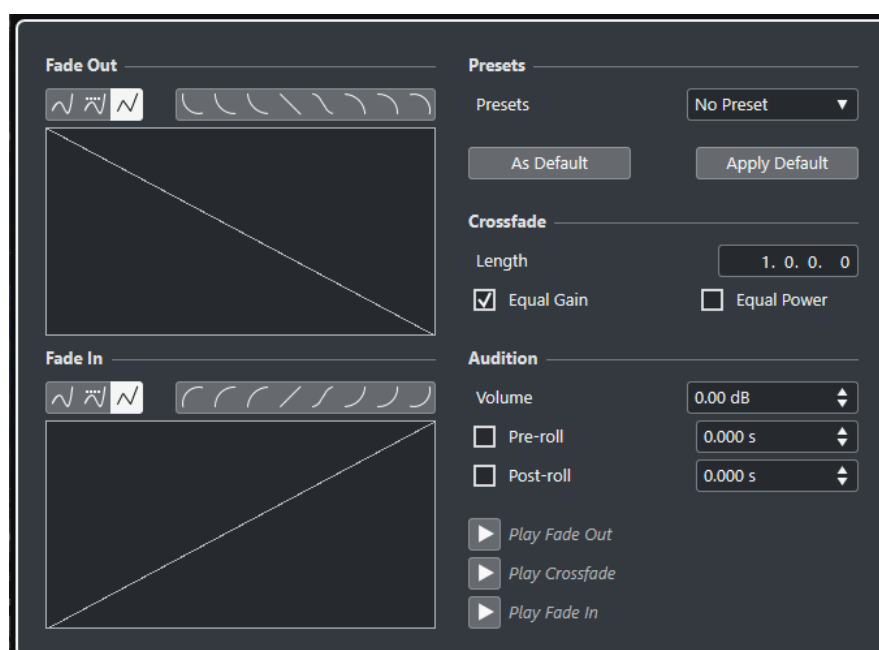 Fade Out
Presets
Presets
No Preset
As Default
Apply Default
Crossfade
Length
1. 0. 0. 0
Equal Gain
Equal Power
Fade In
Audition
Volume
0.00 dB
Pre-roll
0.000 s
Post-roll
0.000 s
Play Fade Out
Play Crossfade
Play Fade In